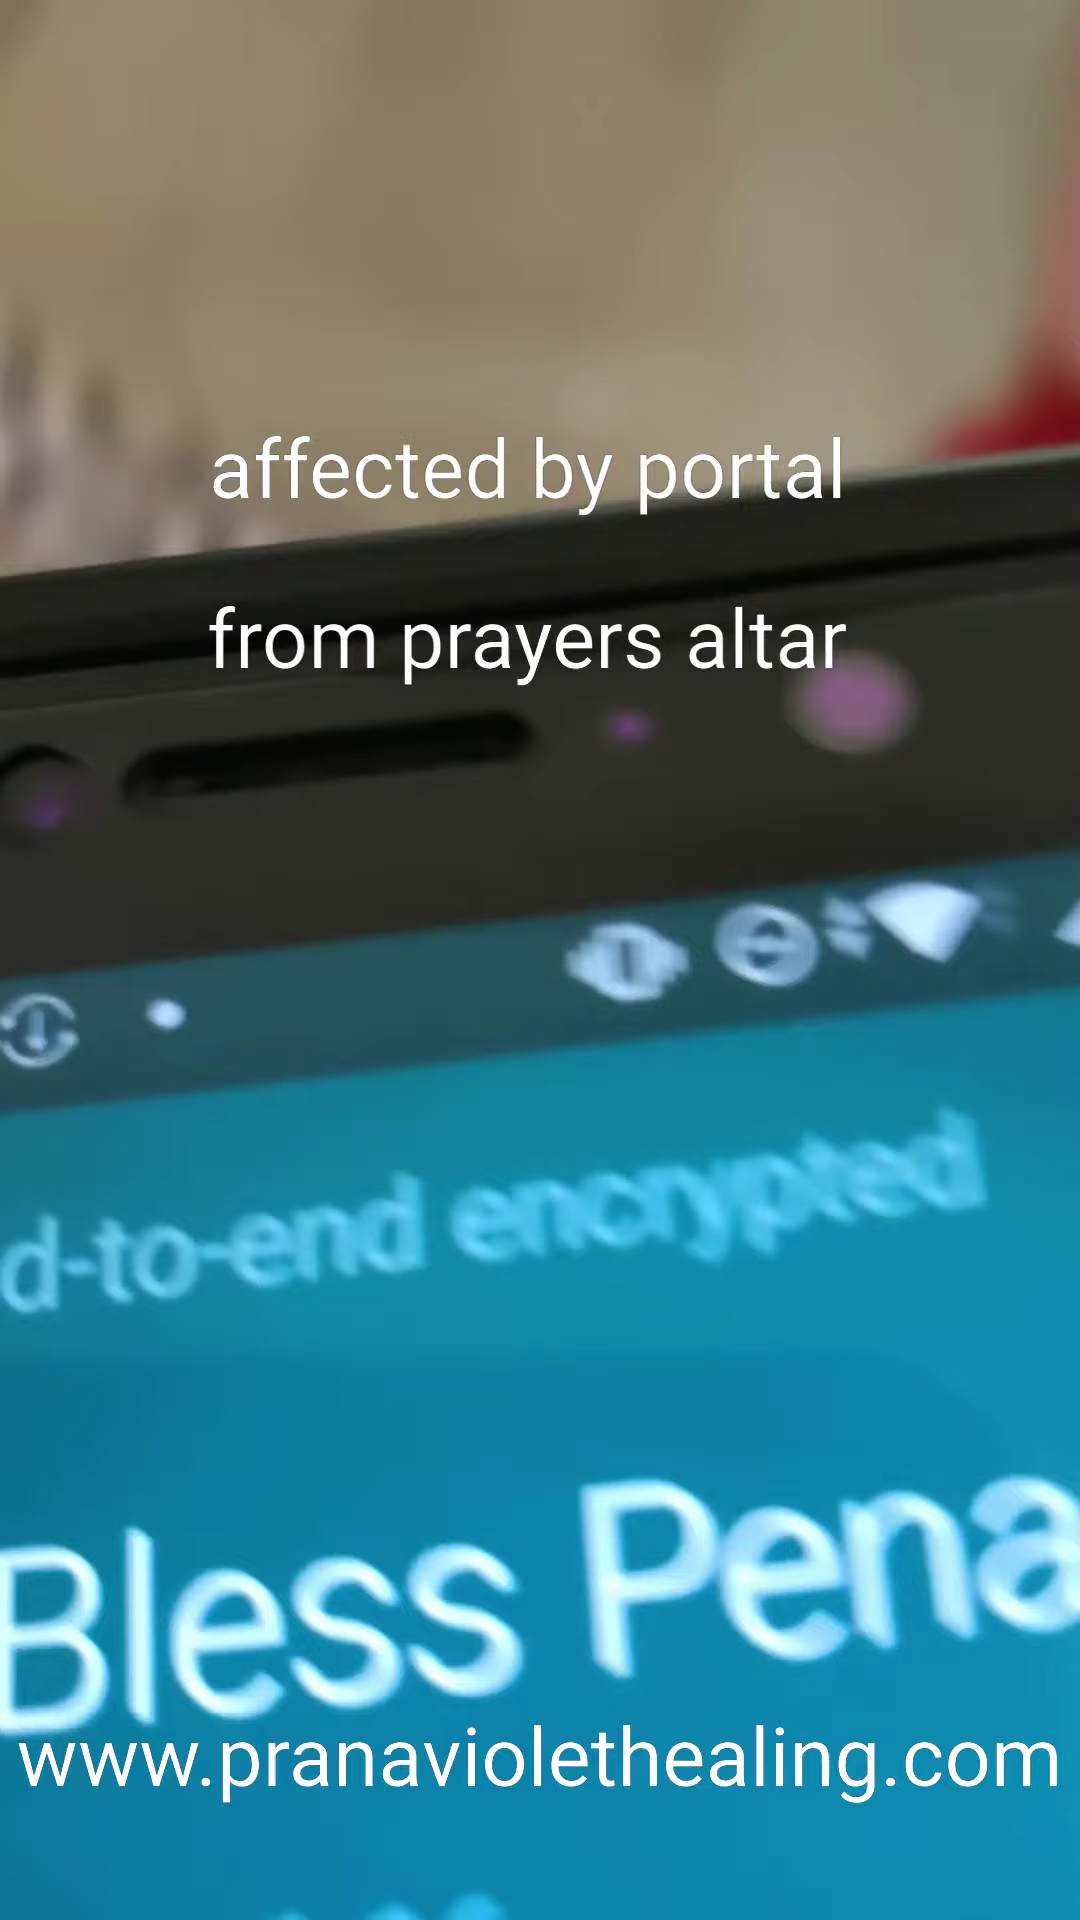 affected by portal
from prayers altar
d-to-end encrypted
Bless Pena
www.pranaviolethealing.com